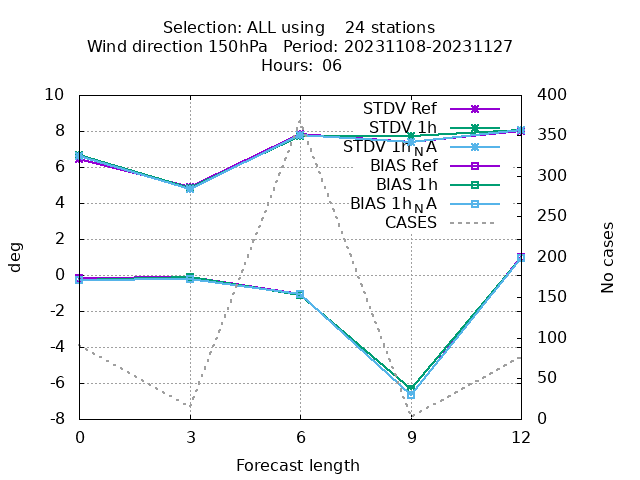 Selection: ALL using    24 stations
Wind direction 150hPa   Period: 20231108-20231127
Hours: 06
STDV Ref
STDV 1h
STDV 1h_NA
BIAS Ref
BIAS 1h
BIAS 1h_NA
CASES
10
8
6
4
2
0
-2
-4
-6
-8
deg
400
350
300
250
200
150
100
50
0
No cases
0 3 6 9 12
Forecast length